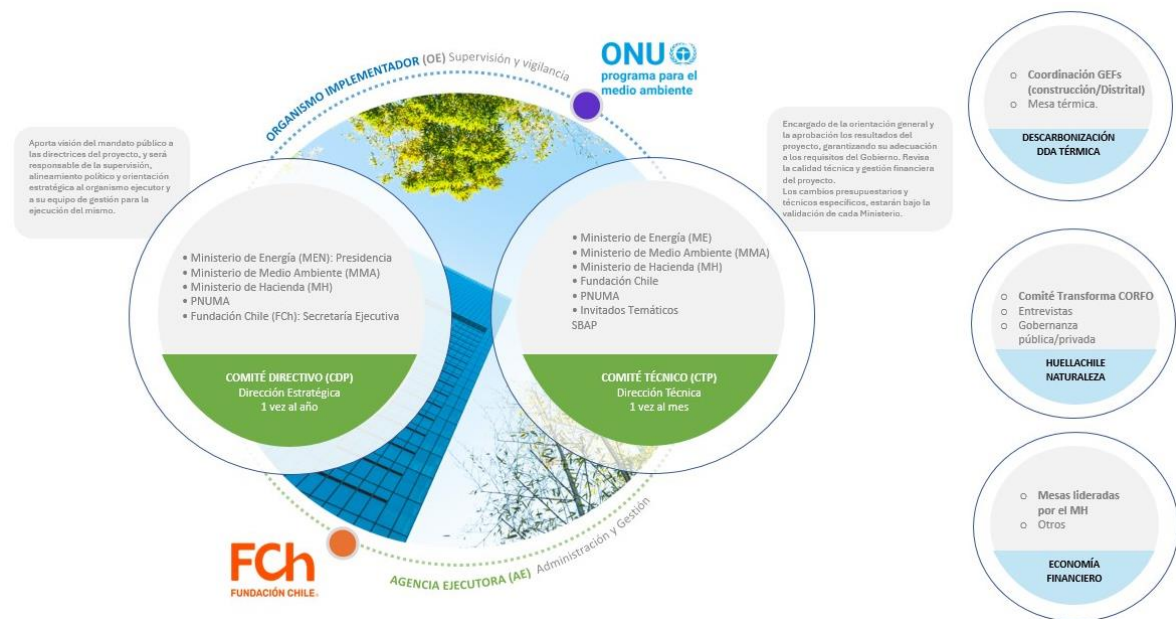 ORGANISMO IMPLEMENTADOR (OE) Supervisión y vigilancia
ONU
programa para el
medio ambiente
Aporta visión del mandato público a
las directrices del proyecto, y será
responsable de la supervisión,
alineamiento político y orientación
estratégica al organismo ejecutor y
a su equipo de gestión para la
ejecución del mismo.
Encargado de la orientación general y
la aprobación los resultados del
proyecto, garantizando su adecuación
a los requisitos del Gobierno. Revisa
la calidad técnica y gestión financiera
del proyecto.
Los cambios presupuestarios y
técnicos específicos, estarán bajo la
validación de cada Ministerio.
• Ministerio de Energía (MEN): Presidencia
• Ministerio de Medio Ambiente (MMA)
• Ministerio de Hacienda (MH)
• PNUMA
• Fundación Chile (FCh): Secretaría Ejecutiva
COMITÉ DIRECTIVO (CDP)
Dirección Estratégica
1 vez al año
• Ministerio de Energía (ME)
• Ministerio de Medio Ambiente (MMA)
• Ministerio de Hacienda (MH)
• Fundación Chile
• PNUMA
• Invitados Temáticos
SBAP
COMITÉ TÉCNICO (CTP)
Dirección Técnica
1 vez al mes
FCh
FUNDACIÓN CHILE
AGENCIA EJECUTORA (AE) Administración y Gestión
o Coordinación GEFs
(construcción/Distrital)
o Mesa térmica.
DESCARBONIZACIÓN
DDA TÉRMICA
o Comité Transforma CORFO
o Entrevistas
o Gobernanza
pública/privada
HUELLACHILE
NATURALEZA
o Mesas lideradas
por el MH
o Otros
ECONOMÍA
FINANCIERO